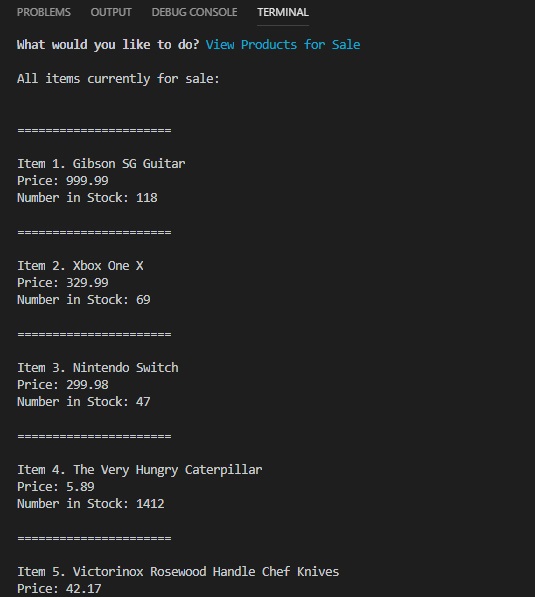 PROBLEMS OUTPUT DEBUG CONSOLE TERMINAL
What would you like to do? View Products for Sale
All items currently for sale:
======================
Item 1. Gibson SG Guitar
Price: 999.99
Number in Stock: 118
======================
Item 2. Xbox One X
Price: 329.99
Number in Stock: 69
======================
Item 3. Nintendo Switch
Price: 299.98
Number in Stock: 47
======================
Item 4. The Very Hungry Caterpillar
Price: 5.89
Number in Stock: 1412
======================
Item 5. Victorinox Rosewood Handle Chef Knives
Price: 42.17